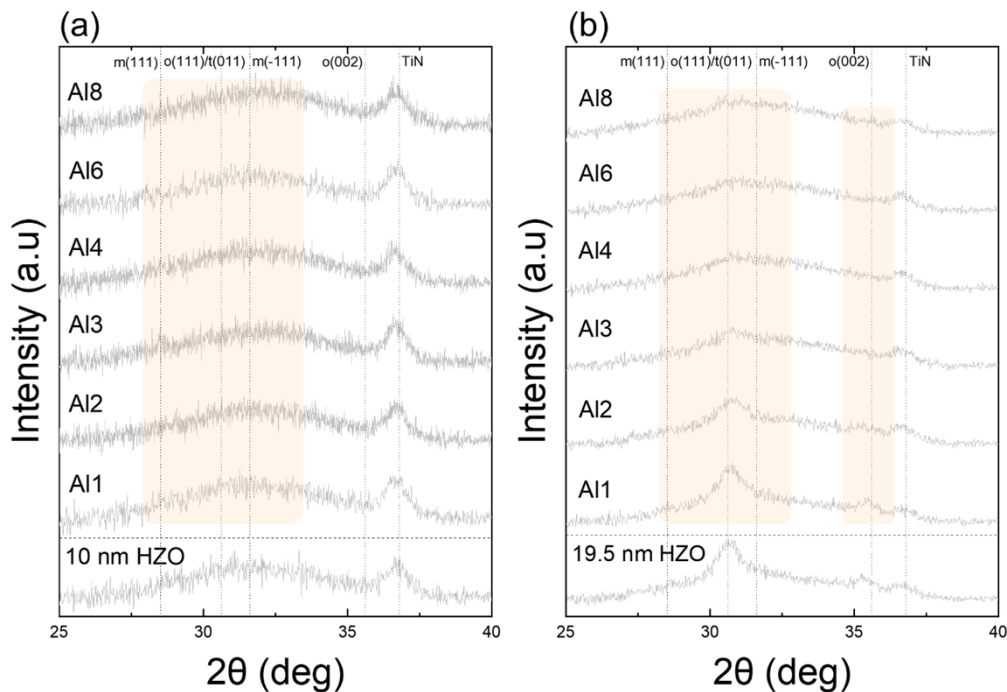 (a)
m(111) o(111)/t(011) m(-111) o(002) TiN
Al8
Al6
Al4
Al3
Al2
Al1
10 nm HZO
25 30 35 40
2θ (deg)
Intensity (a.u)
(b)
m(111) o(111)/t(011) m(-111) o(002) TiN
Al8
Al6
Al4
Al3
Al2
Al1
19.5 nm HZO
25 30 35 40
2θ (deg)
Intensity (a.u)